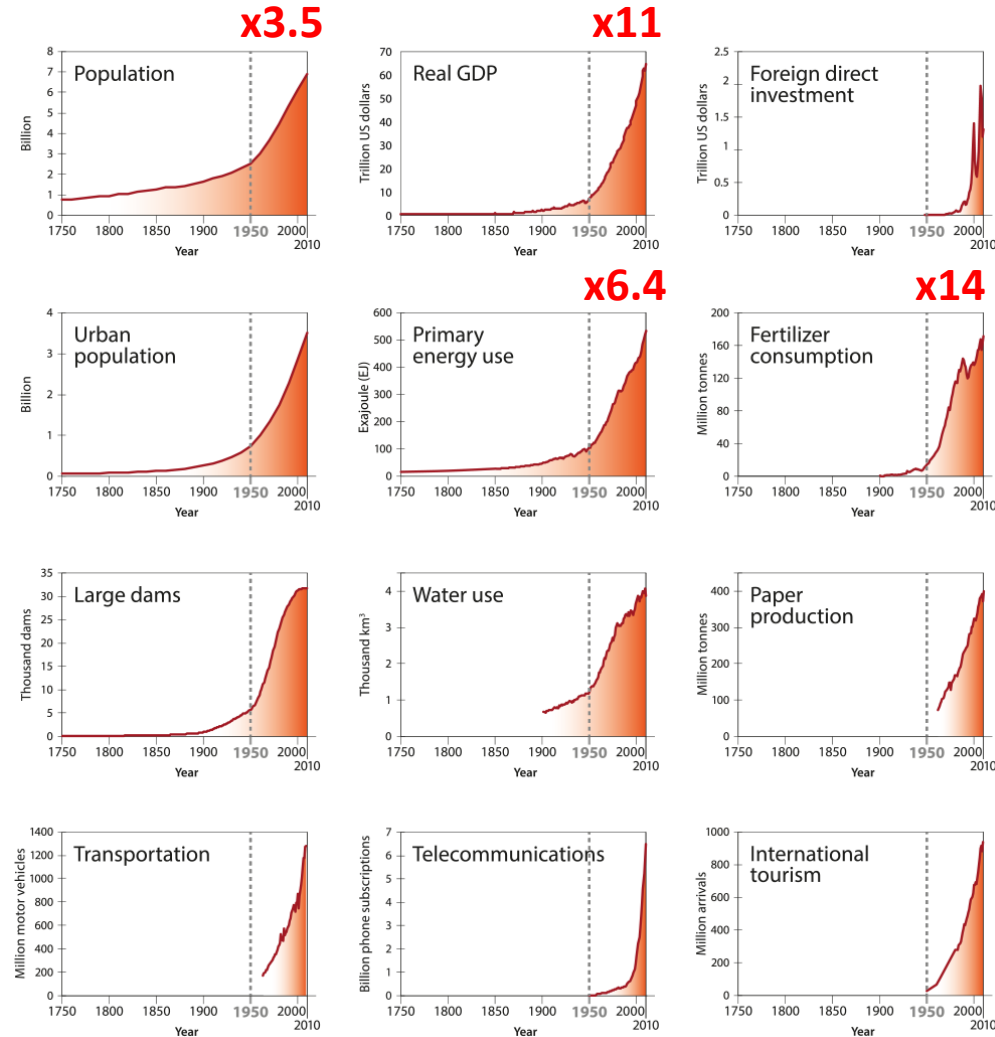 x3.5
x11
Population
Billion
8
7
6
5
4
3
2
1
0
1750 1800 1850 1900 1950 2000
2010
Year
Real GDP
Trillion US dollars
70
60
50
40
30
20
10
0
1750 1800 1850 1900 1950 2000
2010
Year
Foreign direct
investment
Trillion US dollars
2.5
2
1.5
1
0.5
0
1750 1800 1850 1900 1950 2000
2010
Year
x6.4
x14
Urban
population
Billion
4
3
2
1
0
1750 1800 1850 1900 1950 2000
2010
Year
Primary
energy use
Exajoule (EJ)
600
500
400
300
200
100
0
1750 1800 1850 1900 1950 2000
2010
Year
Fertilizer
consumption
Million tonnes
200
160
120
80
40
0
1750 1800 1850 1900 1950 2000
2010
Year
Large dams
Thousand dams
35
30
25
20
15
10
5
0
1750 1800 1850 1900 1950 2000
2010
Year
Water use
Thousand km³
4
3
2
1
0
1750 1800 1850 1900 1950 2000
2010
Year
Paper
production
Million tonnes
400
300
200
100
0
1750 1800 1850 1900 1950 2000
2010
Year
Transportation
Million motor vehicles
1400
1200
1000
800
600
400
200
0
1750 1800 1850 1900 1950 2000
2010
Year
Telecommunications
Billion phone subscriptions
7
6
5
4
3
2
1
0
1750 1800 1850 1900 1950 2000
2010
Year
International
tourism
Million arrivals
1000
800
600
400
200
0
1750 1800 1850 1900 1950 2000
2010
Year